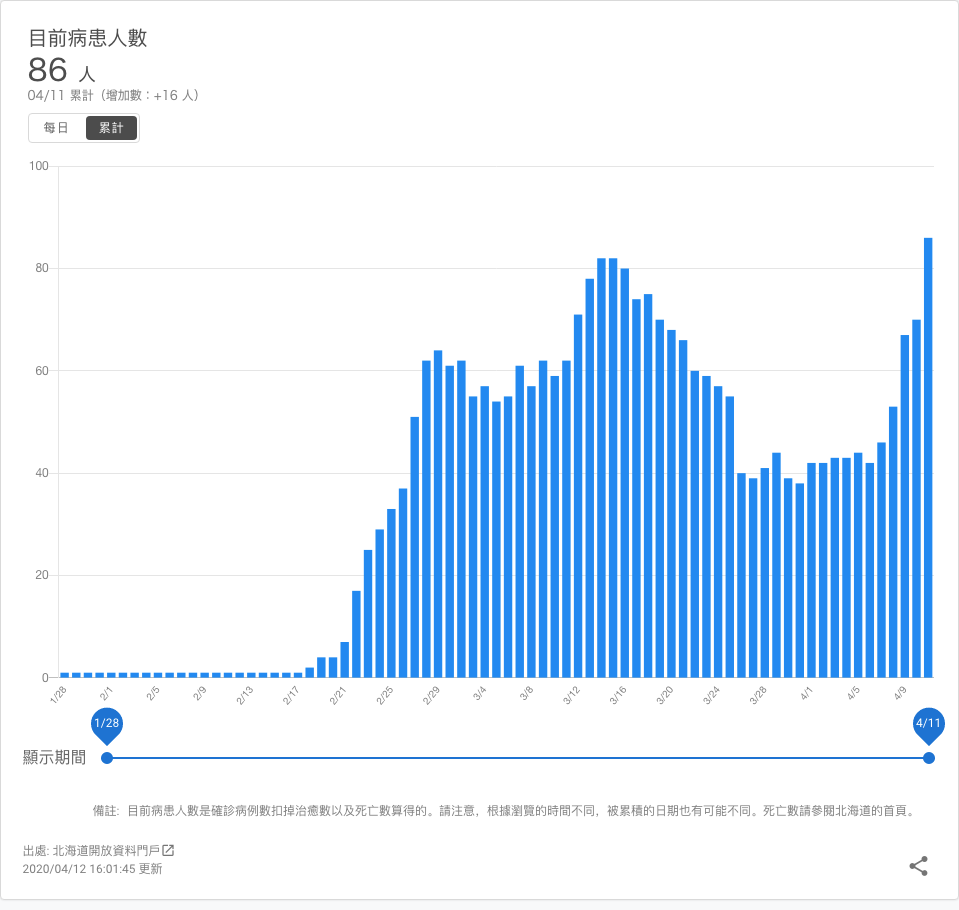 目前病患人數
86 人
04/11 累計（增加數：+16 人）
每日 累計
100
80
60
40
20
0
1/28 2/1 2/5 2/9 2/13 2/17 2/21 2/25 2/29 3/4 3/8 3/12 3/16 3/20 3/24 3/28 4/1 4/5 4/9
1/28 4/11
顯示期間
備註: 目前病患人數是確診病例數扣掉治癒數以及死亡數算得的。請注意，根據瀏覽的時間不同，被累積的日期也有可能不同。死亡數請參閱北海道的首頁。
出處: 北海道開放資料門戶
2020/04/12 16:01:45 更新